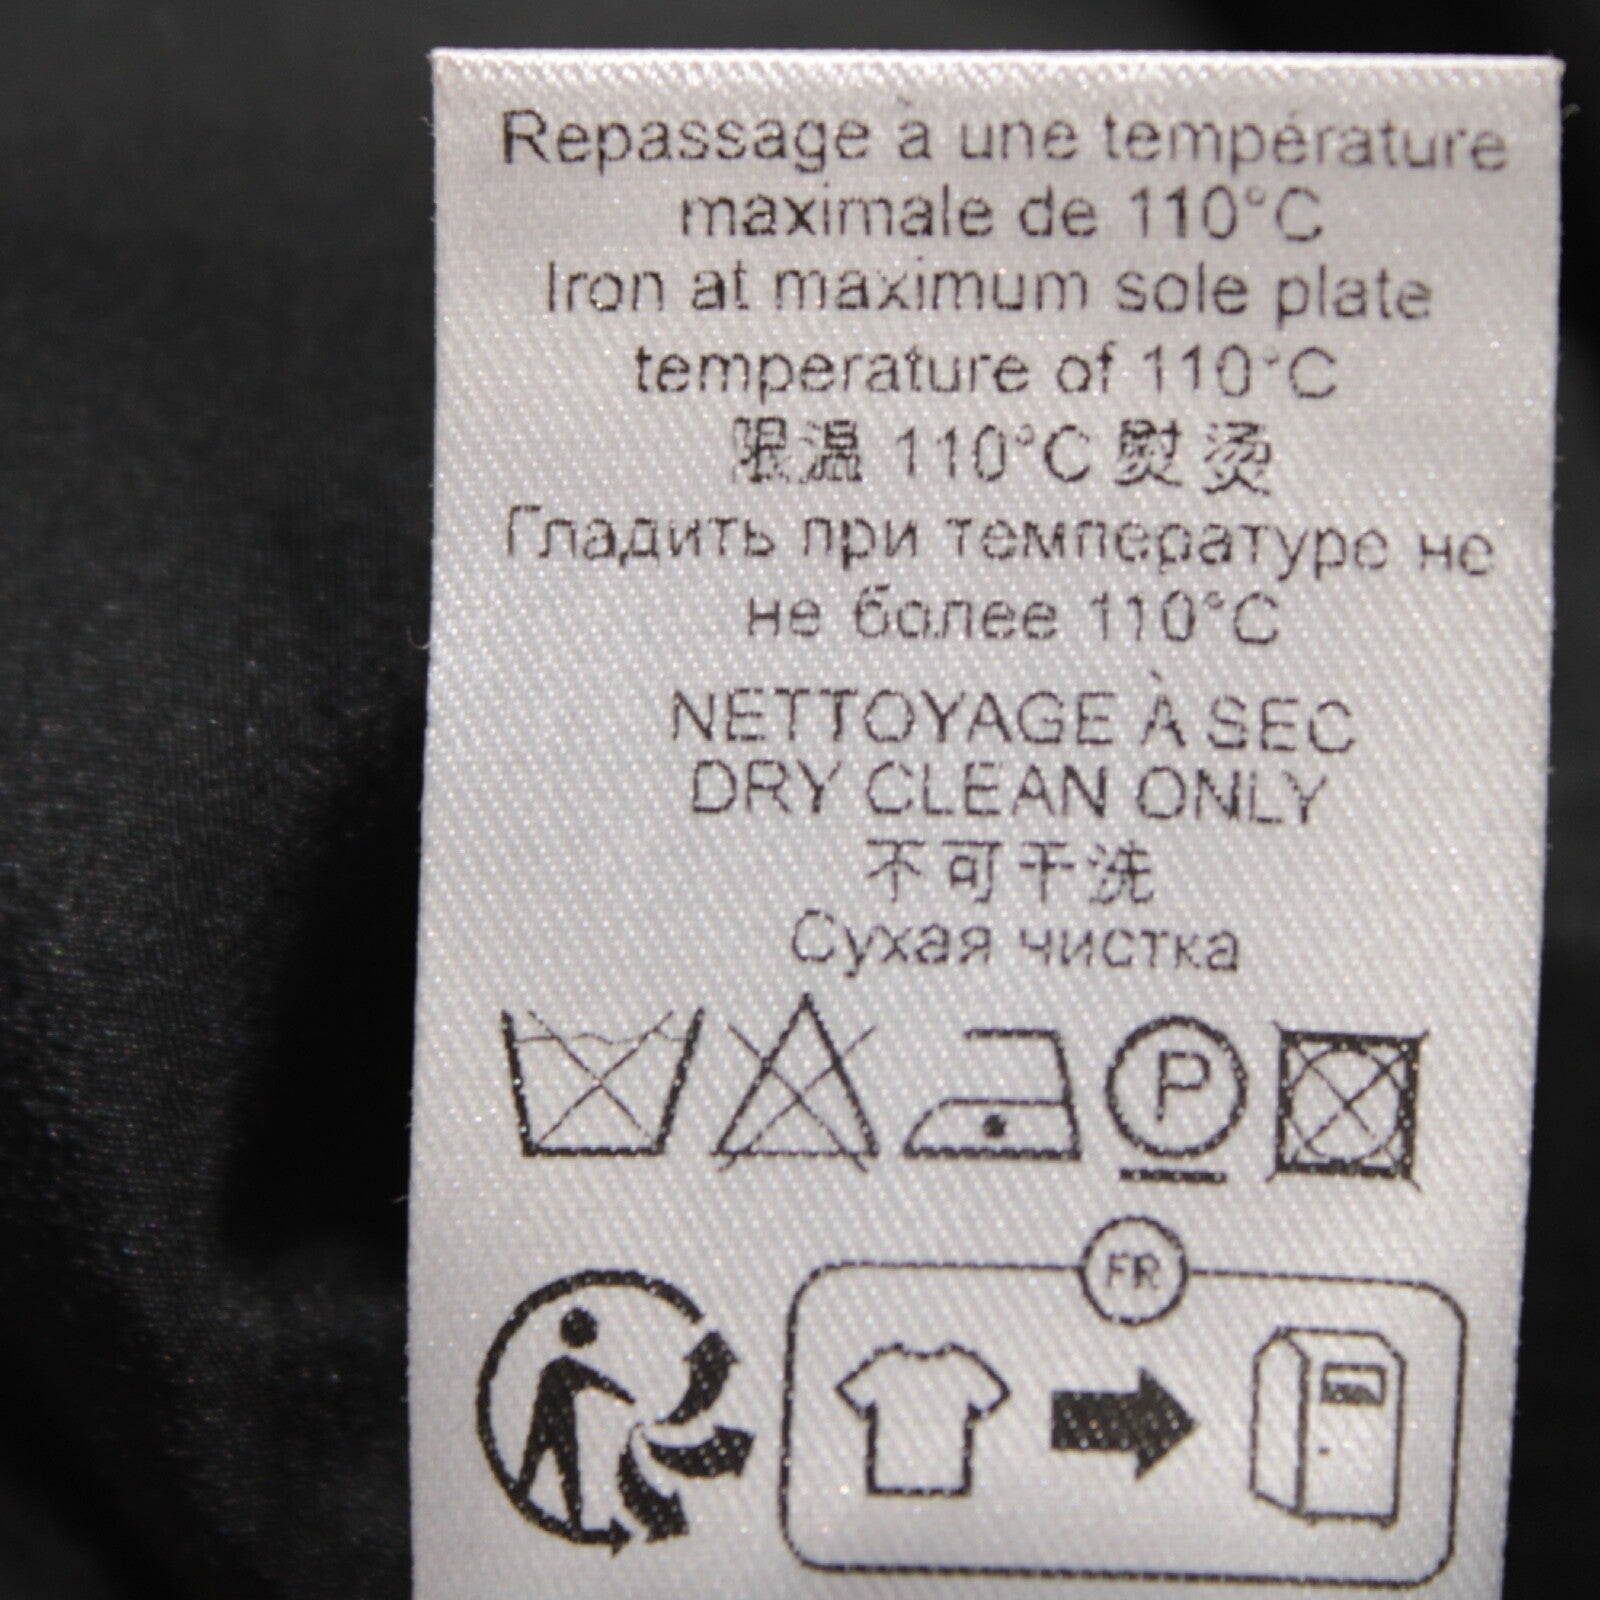 Repassage à une température
maximale de 110°C
Iron at maximum sole plate
temperature of 110°C
限温 110°C 熨烫
Гладить при температуре не
не более 110°C
NETTOYAGE À SEC
DRY CLEAN ONLY
不可干洗
Сухая чистка
P
FR